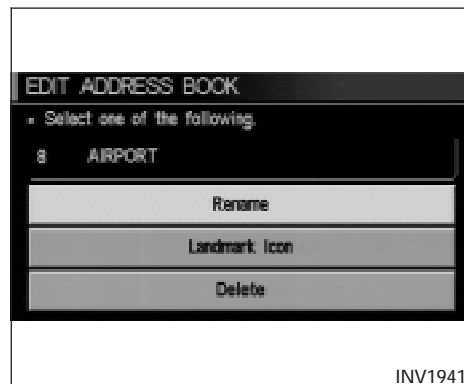 EDIT ADDRESS BOOK
▪ Select one of the following.
8 AIRPORT
Rename
Landmark Icon
Delete
INV1941